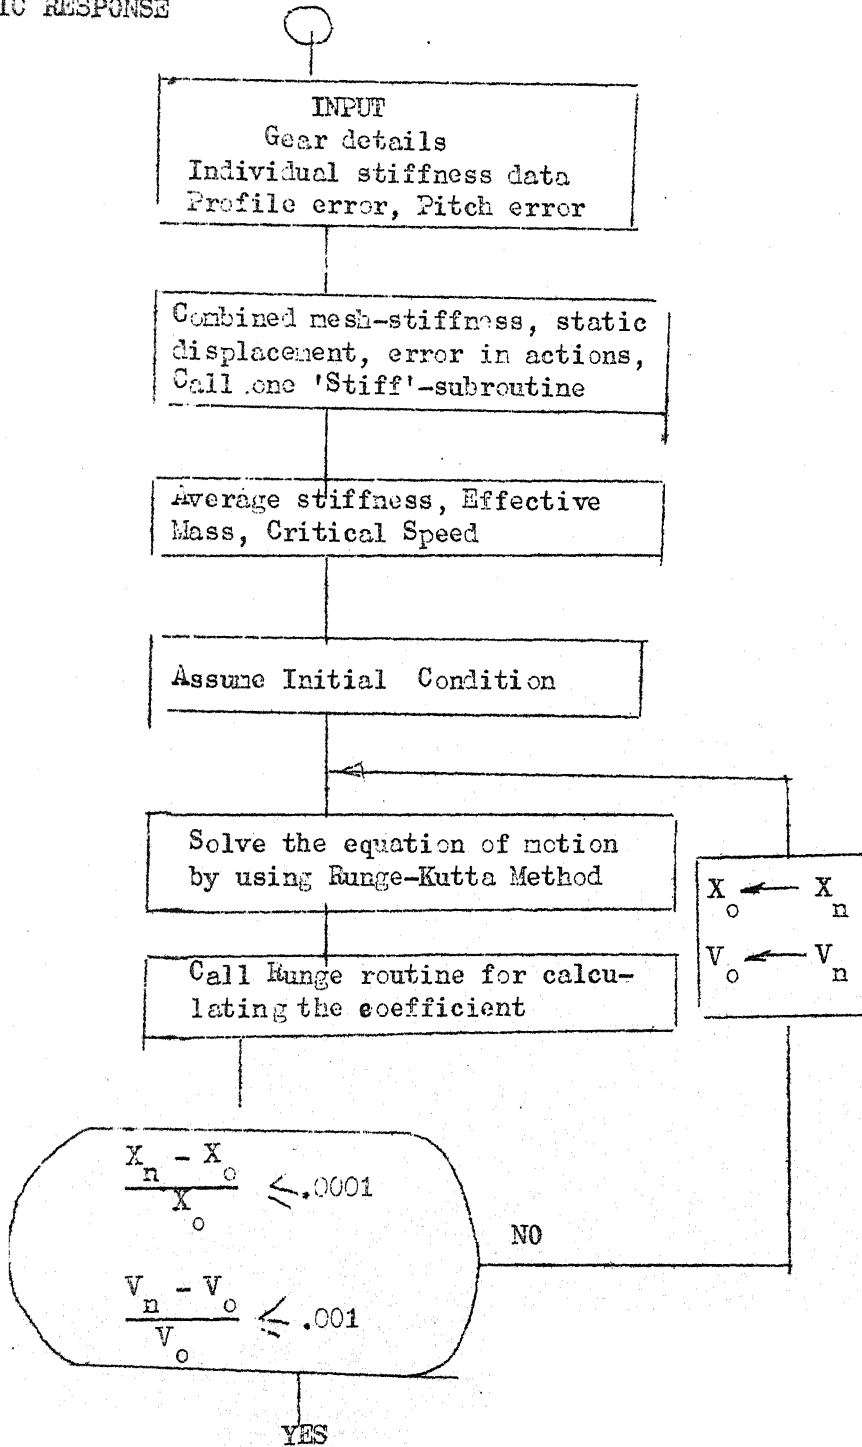 IC RESPONSE
INPUT
Gear details
Individual stiffness data
Profile error, Pitch error
Combined mesh-stiffness, static
displacement, error in actions,
Call one 'Stiff'-subroutine
Average stiffness, Effective
Mass, Critical Speed
Assume Initial Condition
Solve the equation of motion
by using Runge-Kutta Method
X_o ← X_n
V_o ← V_n
Call Runge routine for calcu-
lating the coefficient
X_n - X_o
X_o
≤ .0001
NO
V_n - V_o
V_o
≤ .001
YES